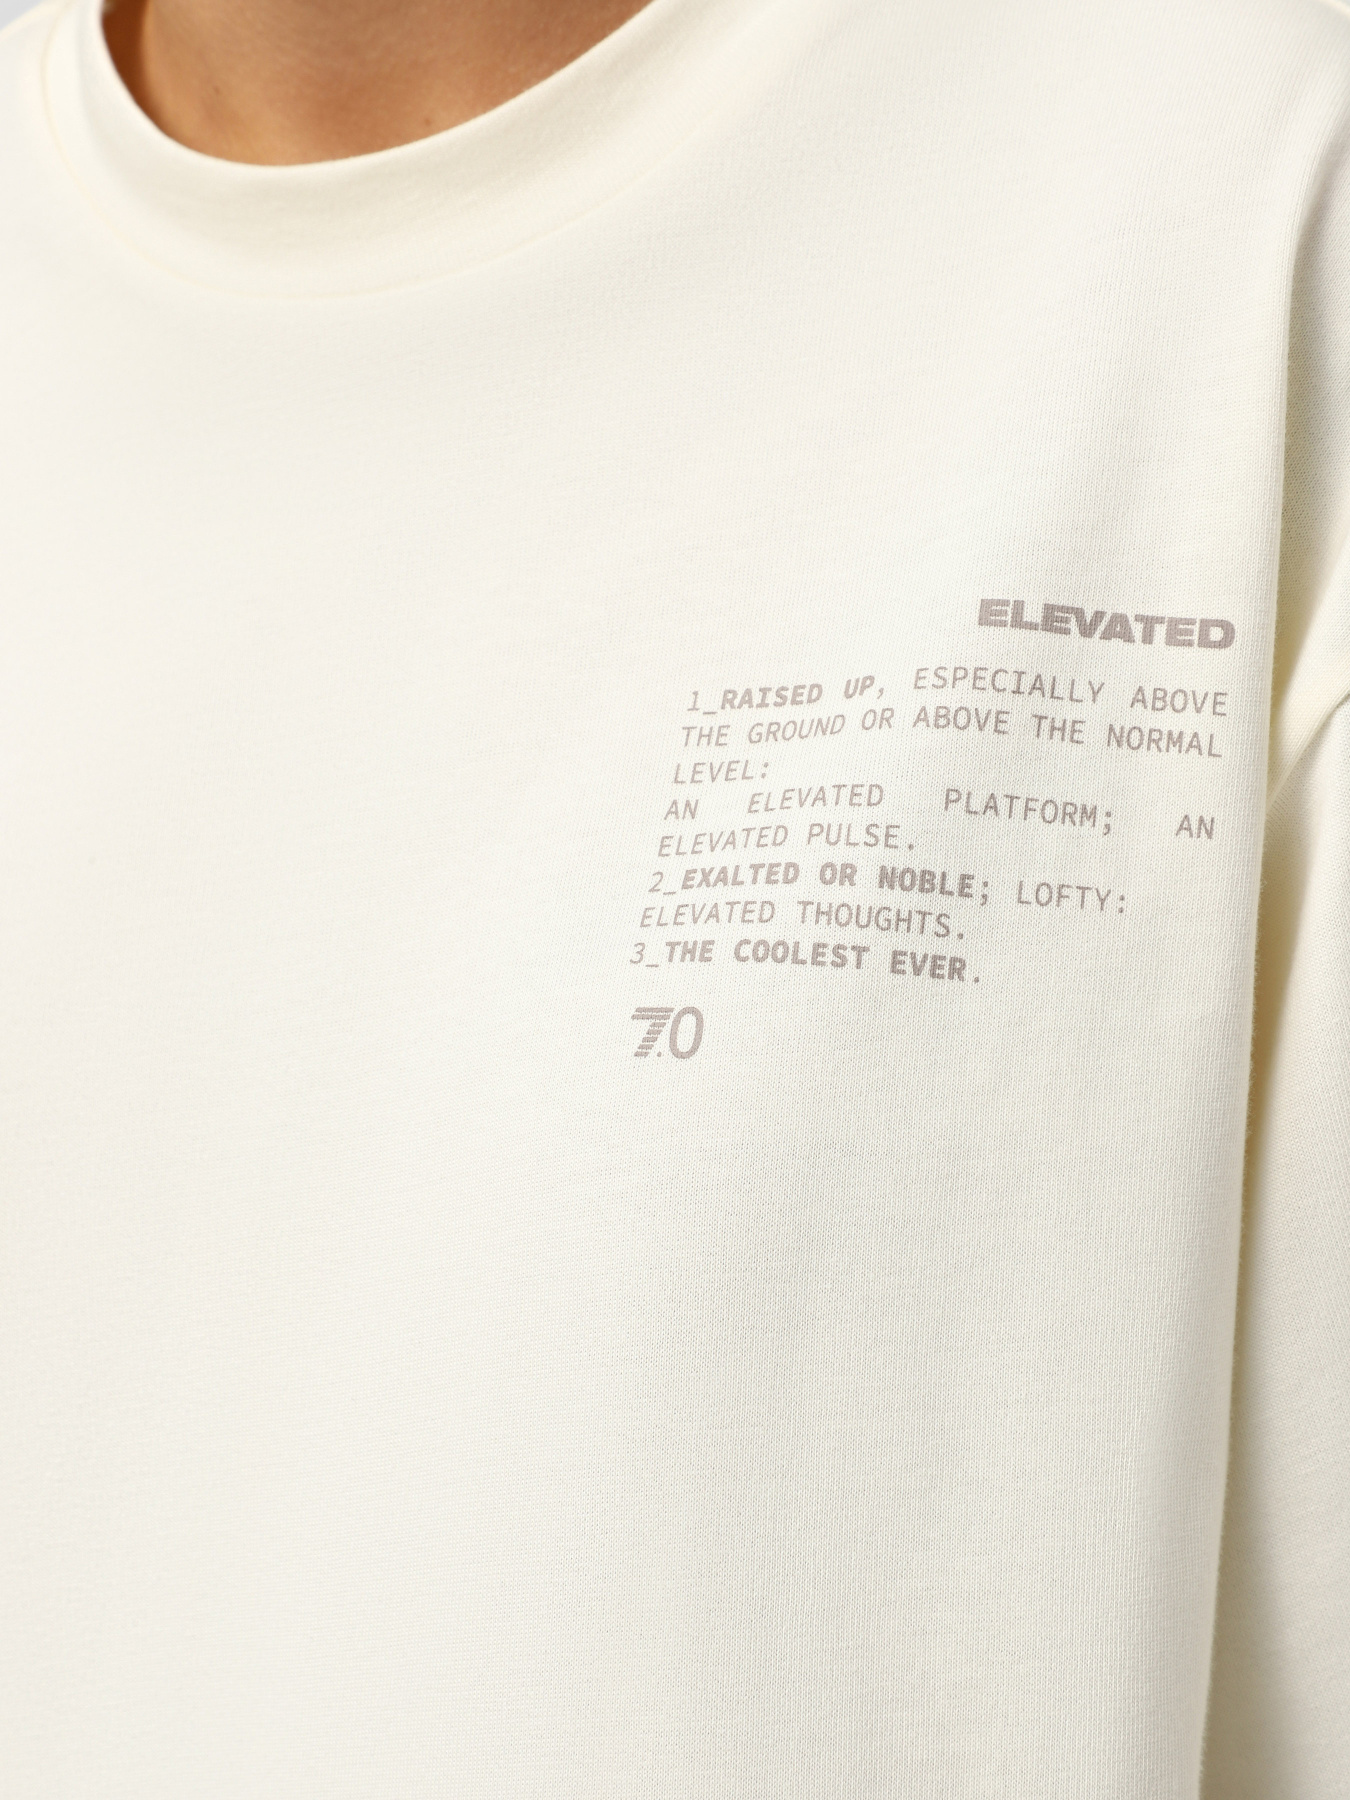 ELEVATED
1_RAISED UP, ESPECIALLY ABOVE
THE GROUND OR ABOVE THE NORMAL
LEVEL:
AN ELEVATED PLATFORM; AN
ELEVATED PULSE.
2_EXALTED OR NOBLE; LOFTY:
ELEVATED THOUGHTS.
3_THE COOLEST EVER.
7.0